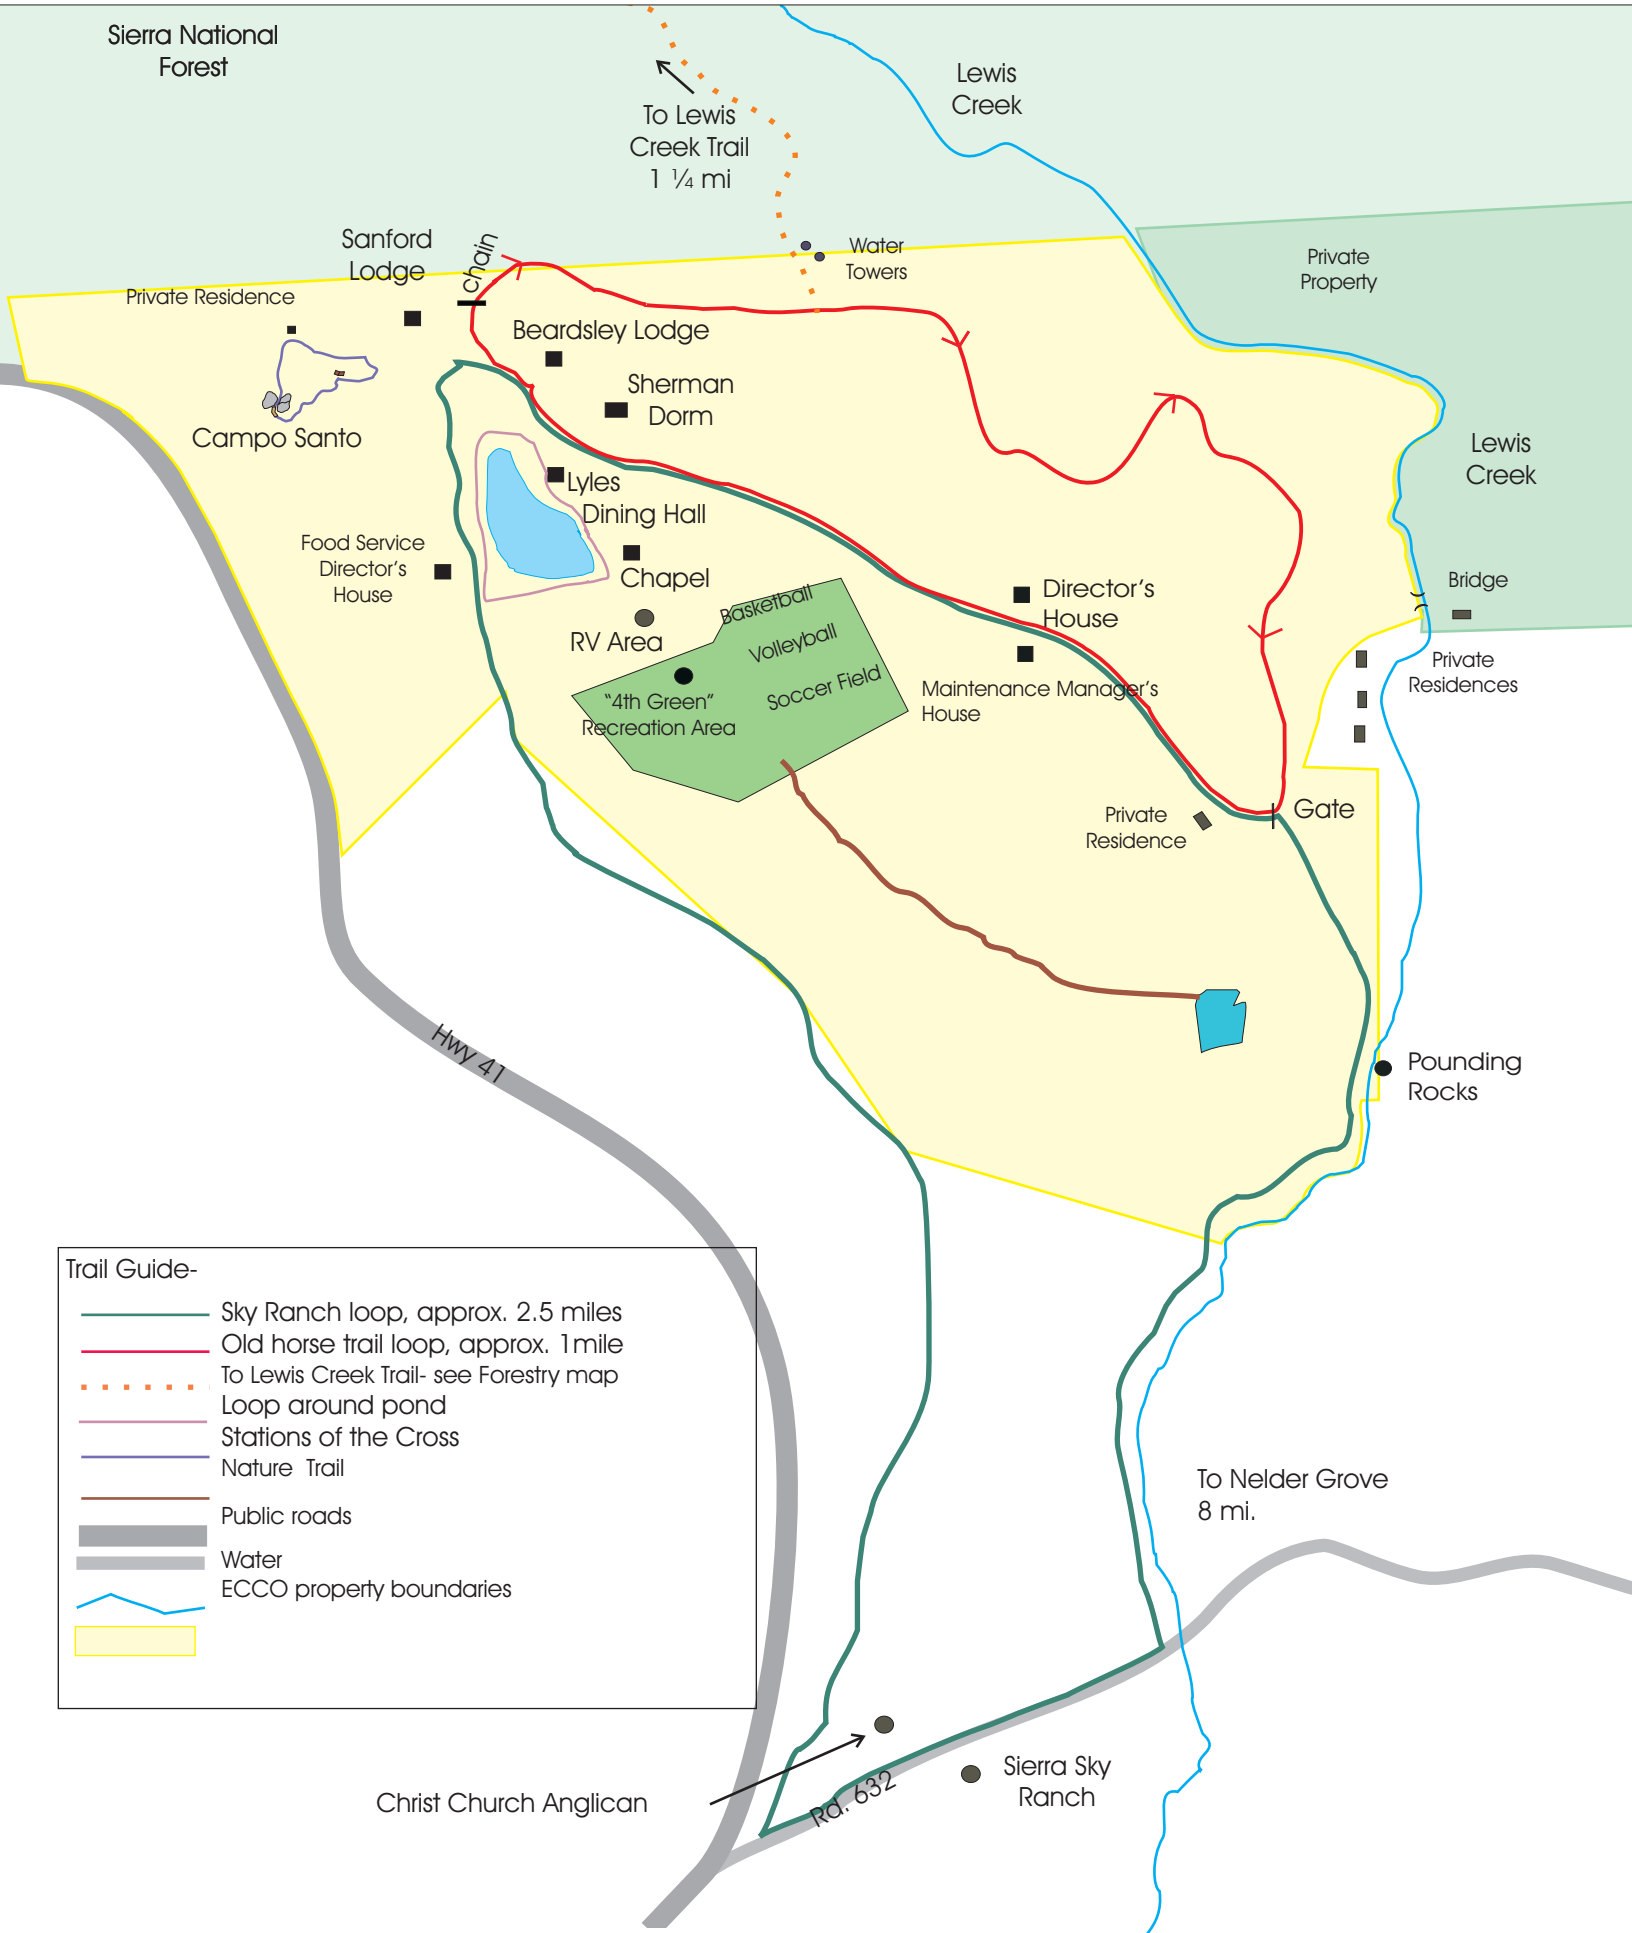 Sierra National
Forest
To Lewis
Creek Trail
1 ¼ mi
Lewis
Creek
Sanford
Lodge
chain
Water
Towers
Private
Property
Private Residence
Beardsley Lodge
Sherman
Dorm
Campo Santo
Lewis
Creek
Lyles
Dining Hall
Food Service
Director's
House
Chapel
RV Area
Basketball
Volleyball
Soccer Field
"4th Green"
Recreation Area
Director's
House
Maintenance Manager's
House
Bridge
Private
Residences
Private
Residence
Gate
Hwy 41
Pounding
Rocks
Trail Guide-
Sky Ranch loop, approx. 2.5 miles
Old horse trail loop, approx. 1mile
To Lewis Creek Trail- see Forestry map
Loop around pond
Stations of the Cross
Nature Trail
Public roads
Water
ECCO property boundaries
To Nelder Grove
8 mi.
Christ Church Anglican
Rd. 632
Sierra Sky
Ranch